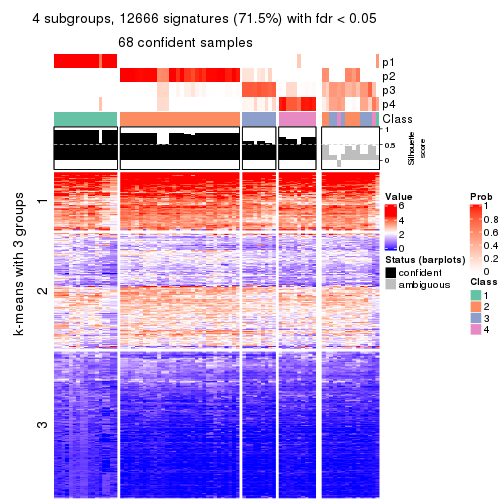 4 subgroups, 12666 signatures (71.5%) with fdr < 0.05
68 confident samples
p1
p2
p3
p4
Class
1
0.5
0
Silhouette
score
k-means with 3 groups
1
2
3
Value
6
4
2
0
Status (barplots)
confident
ambiguous
Prob
1
0.8
0.6
0.4
0.2
0
Class
1
2
3
4